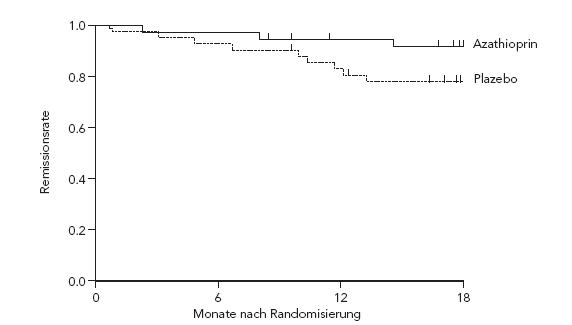 1.0
Azathioprin
Plazebo
0.8
0.6
Remissionsrate
0.4
0.2
0.0
0 6 12 18
Monate nach Randomisierung